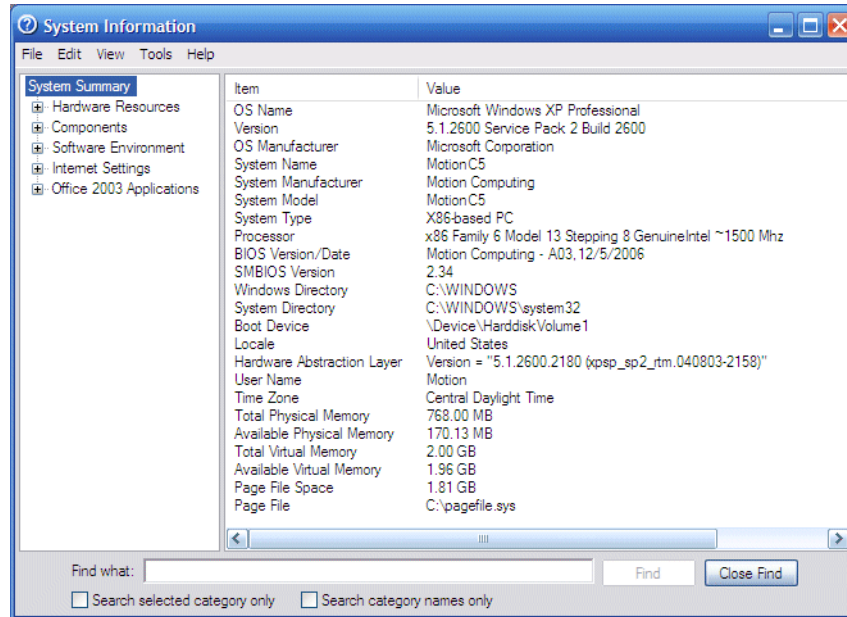 System Information
File Edit View Tools Help
System Summary
Hardware Resources
Components
Software Environment
Internet Settings
Office 2003 Applications
Item Value
OS Name Microsoft Windows XP Professional
Version 5.1.2600 Service Pack 2 Build 2600
OS Manufacturer Microsoft Corporation
System Name MotionC5
System Manufacturer Motion Computing
System Model MotionC5
System Type X86-based PC
Processor x86 Family 6 Model 13 Stepping 8 GenuineIntel ~1500 Mhz
BIOS Version/Date Motion Computing - A03,12/5/2006
SMBIOS Version 2.34
Windows Directory C:\WINDOWS
System Directory C:\WINDOWS\system32
Boot Device \Device\HarddiskVolume1
Locale United States
Hardware Abstraction Layer Version = "5.1.2600.2180 (xpsp_sp2_rtm.040803-2158)"
User Name Motion
Time Zone Central Daylight Time
Total Physical Memory 768.00 MB
Available Physical Memory 170.13 MB
Total Virtual Memory 2.00 GB
Available Virtual Memory 1.96 GB
Page File Space 1.81 GB
Page File C:\pagefile.sys
Find what: Find Close Find
Search selected category only Search category names only